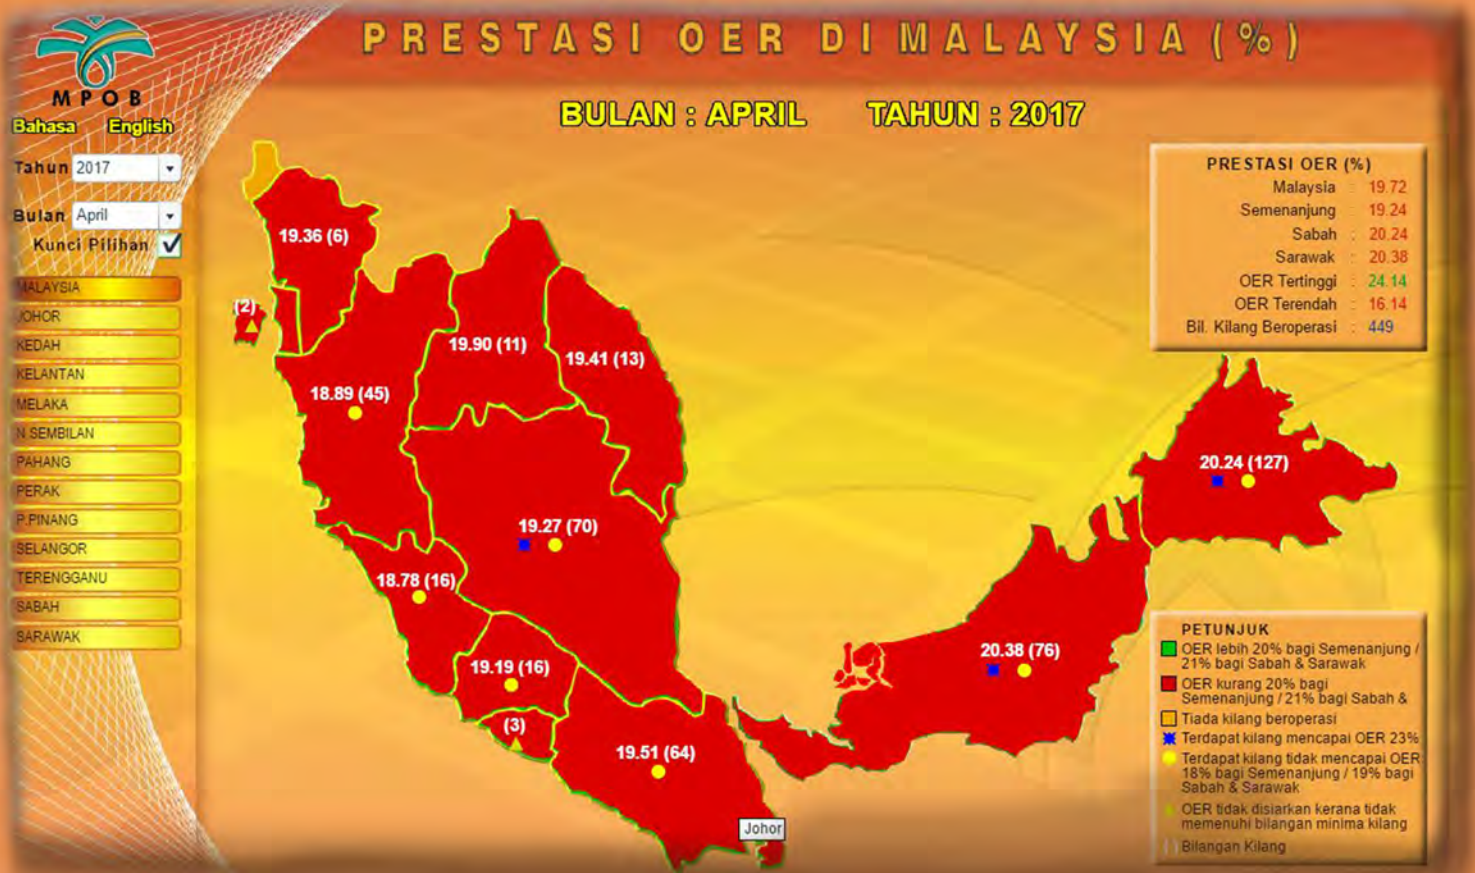 PRESTASI OER DI MALAYSIA (%)
MPOB
Bahasa English
BULAN : APRIL TAHUN : 2017
Tahun 2017
Bulan April
Kunci Pilihan
MALAYSIA
JOHOR
KEDAH
KELANTAN
MELAKA
N.SEMBILAN
PAHANG
PERAK
P.PINANG
SELANGOR
TERENGGANU
SABAH
SARAWAK
19.36 (6)
(2)
19.90 (11)
19.41 (13)
18.89 (45)
19.27 (70)
18.78 (16)
19.19 (16)
(3)
19.51 (64)
Johor
20.24 (127)
20.38 (76)
PRESTASI OER (%)
Malaysia : 19.72
Semenanjung : 19.24
Sabah : 20.24
Sarawak : 20.38
OER Tertinggi : 24.14
OER Terendah : 16.14
Bil. Kilang Beroperasi : 449
PETUNJUK
OER lebih 20% bagi Semenanjung /
21% bagi Sabah & Sarawak
OER kurang 20% bagi
Semenanjung / 21% bagi Sabah &
Tiada kilang beroperasi
Terdapat kilang mencapai OER 23%
Terdapat kilang tidak mencapai OER
18% bagi Semenanjung / 19% bagi
Sabah & Sarawak
OER tidak disiarkan kerana tidak
memenuhi bilangan minima kilang
( ) Bilangan Kilang